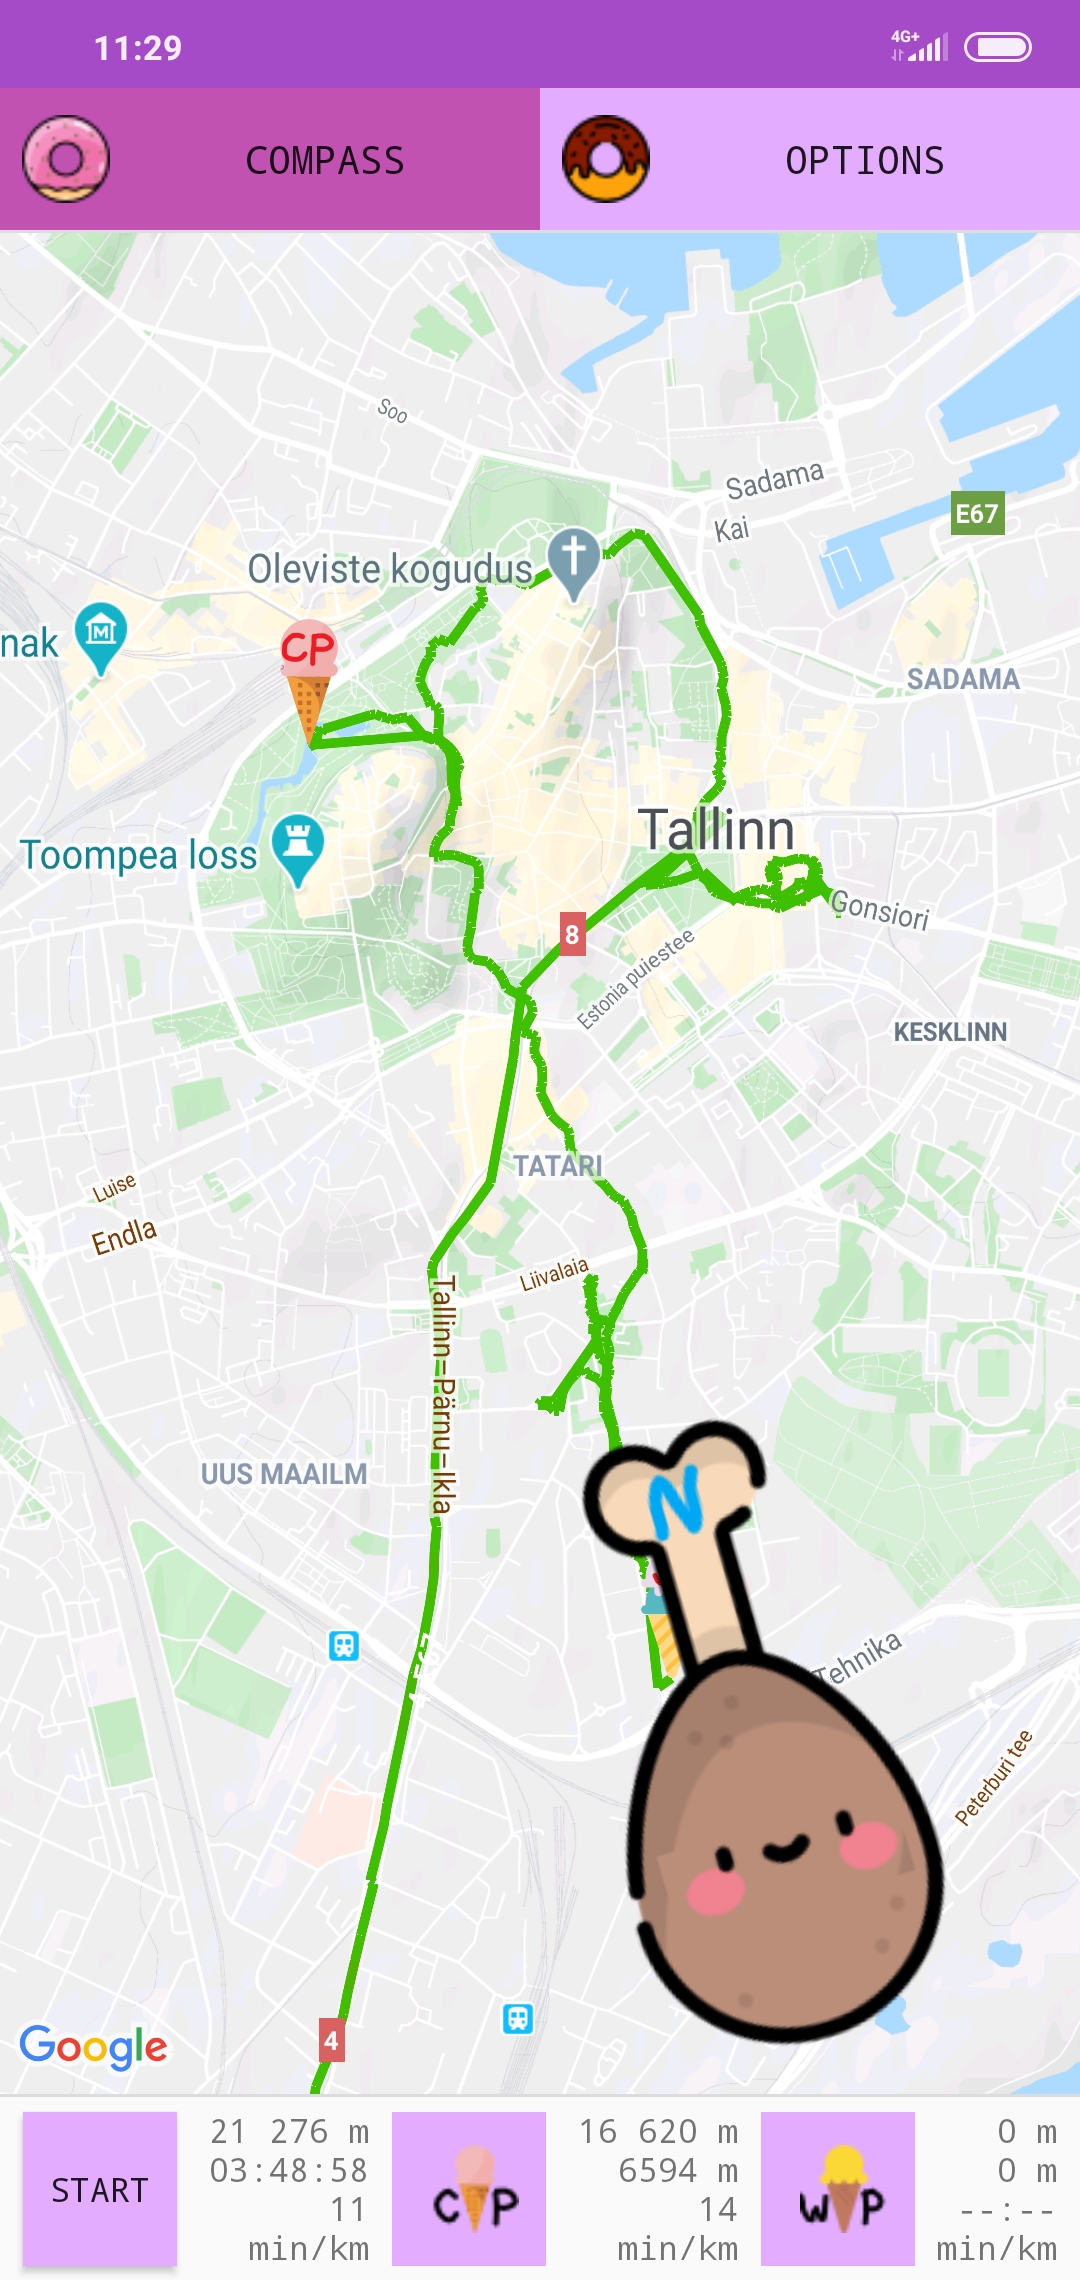 11:29
4G+
COMPASS
OPTIONS
Soo
Sadama
Kai
E67
Oleviste kogudus
nak
CP
SADAMA
Tallinn
Toompea loss
Gonsiori
8
Estonia puiestee
KESKLINN
TATARI
Luise
Endla
Liivalaia
Tallinn–Pärnu–Ikla
UUS MAAILM
N
Tehnika
Peterburi tee
4
Google
START
21 276 m
03:48:58
11
min/km
CP
16 620 m
6594 m
14
min/km
WP
0 m
0 m
--:--
min/km